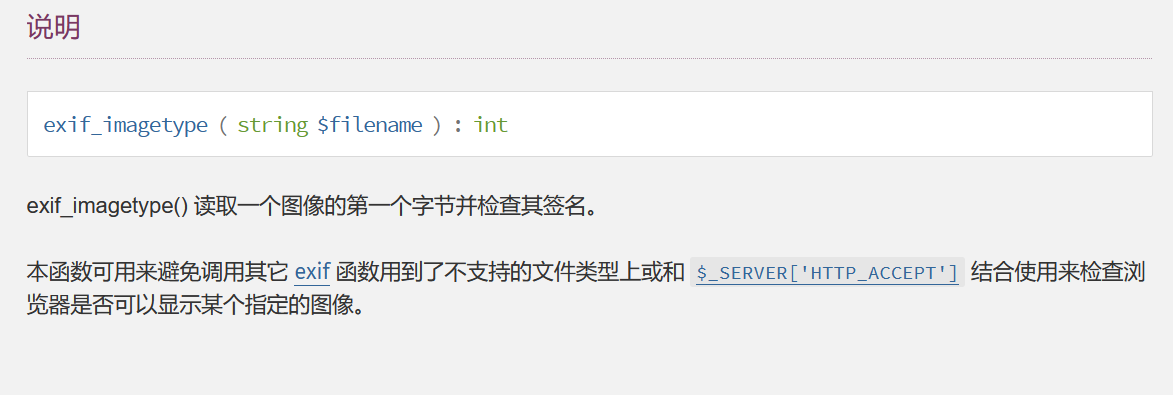 说明
exif_imagetype ( string $filename ) : int
exif_imagetype() 读取一个图像的第一个字节并检查其签名。
本函数可用来避免调用其它 exif 函数用到了不支持的文件类型上或和 $_SERVER['HTTP_ACCEPT'] 结合使用来检查浏
览器是否可以显示某个指定的图像。